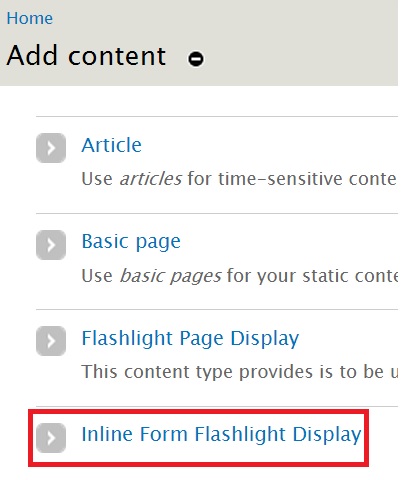 Home
Add content
Article
Use articles for time-sensitive conte
Basic page
Use basic pages for your static conte
Flashlight Page Display
This content type provides is to be u
Inline Form Flashlight Display